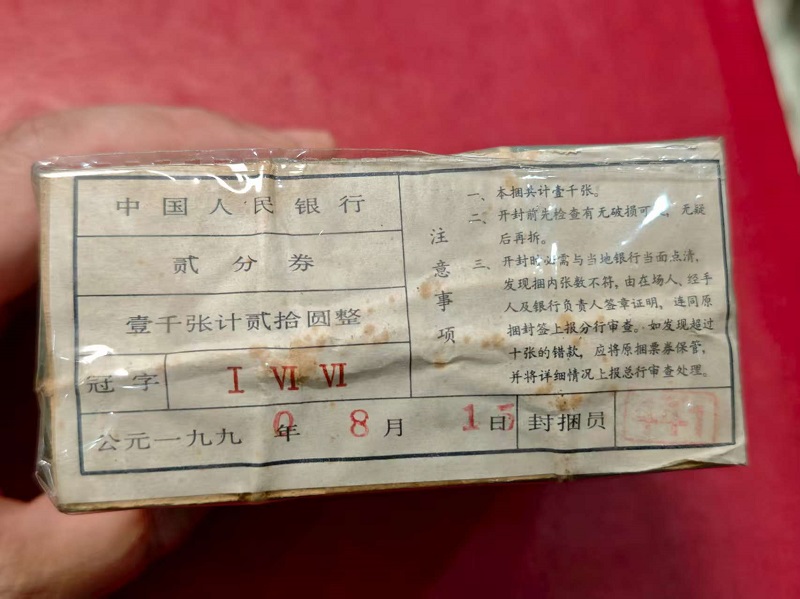 中国人民银行
贰分券
壹千张计贰拾圆整
冠字 Ⅰ Ⅵ Ⅵ
公元一九九0年8月15日 封捆员 441
注意事项
一、本捆共计壹千张。
二、开封前先检查有无破损可疑，无疑
后再拆。
三、开封时必需与当地银行当面点清，
发现捆内张数不符，由在场人、经手
人及银行负责人签章证明，连同原
捆封签上报分行审查。如发现超过
十张的错款，应将原捆票券保管，
并将详细情况上报总行审查处理。